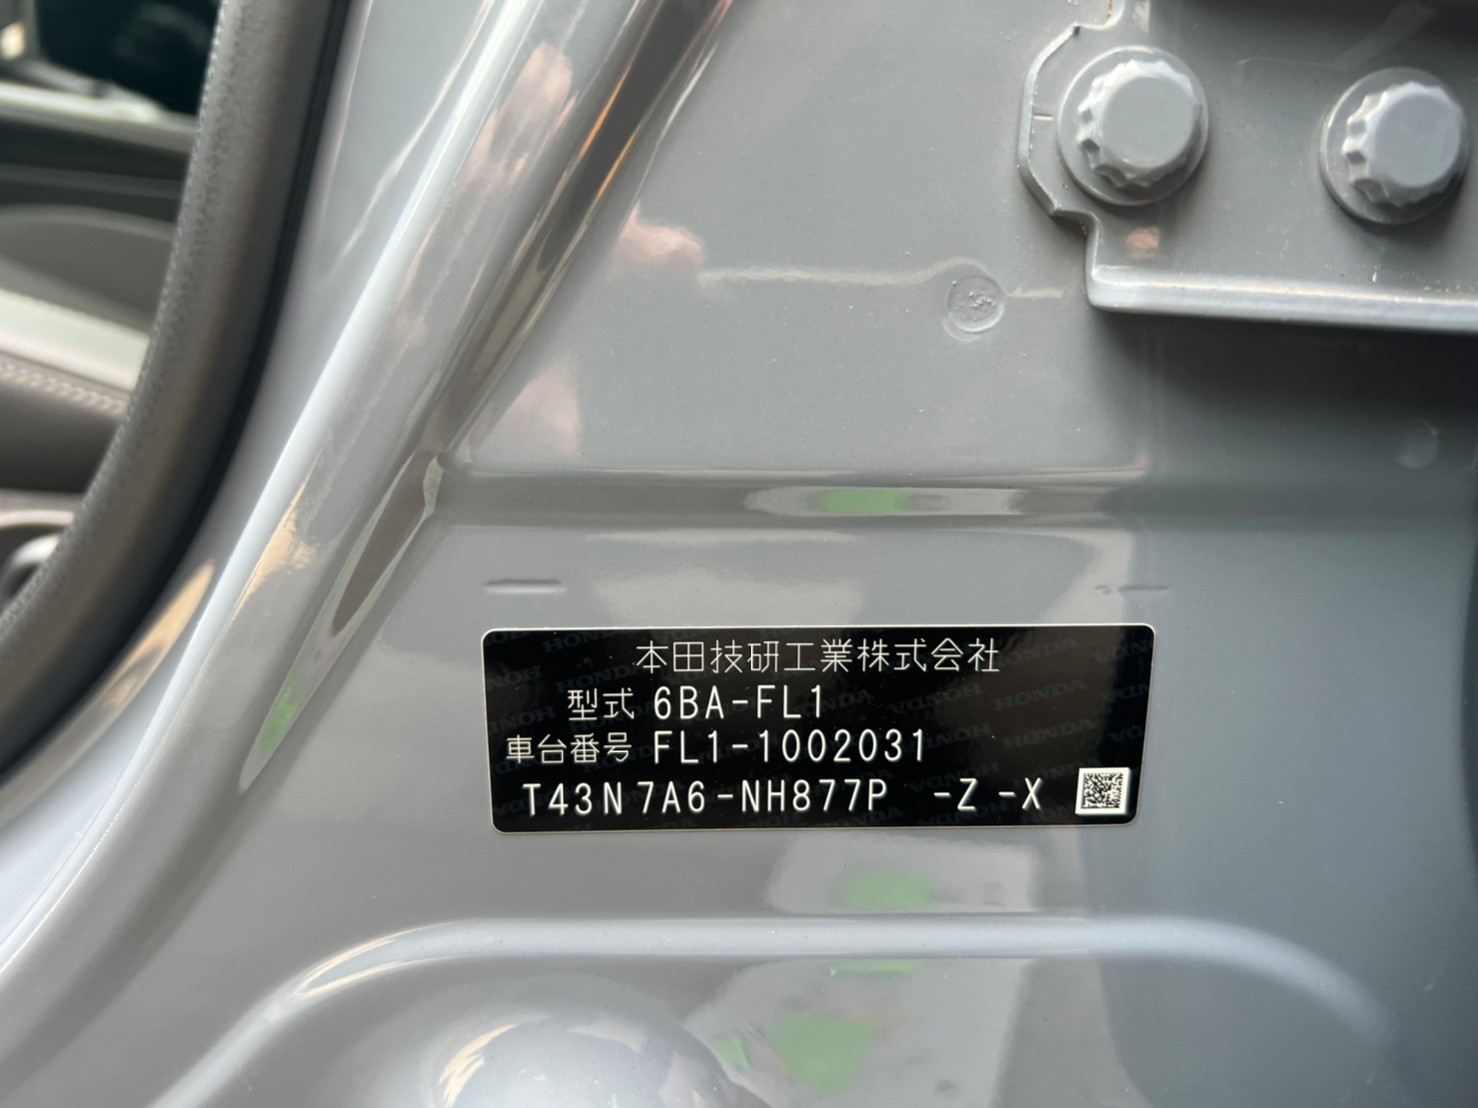 本田技研工業株式会社
型式 6BA-FL1
車台番号 FL1-1002031
T43N 7A6-NH877P -Z -X